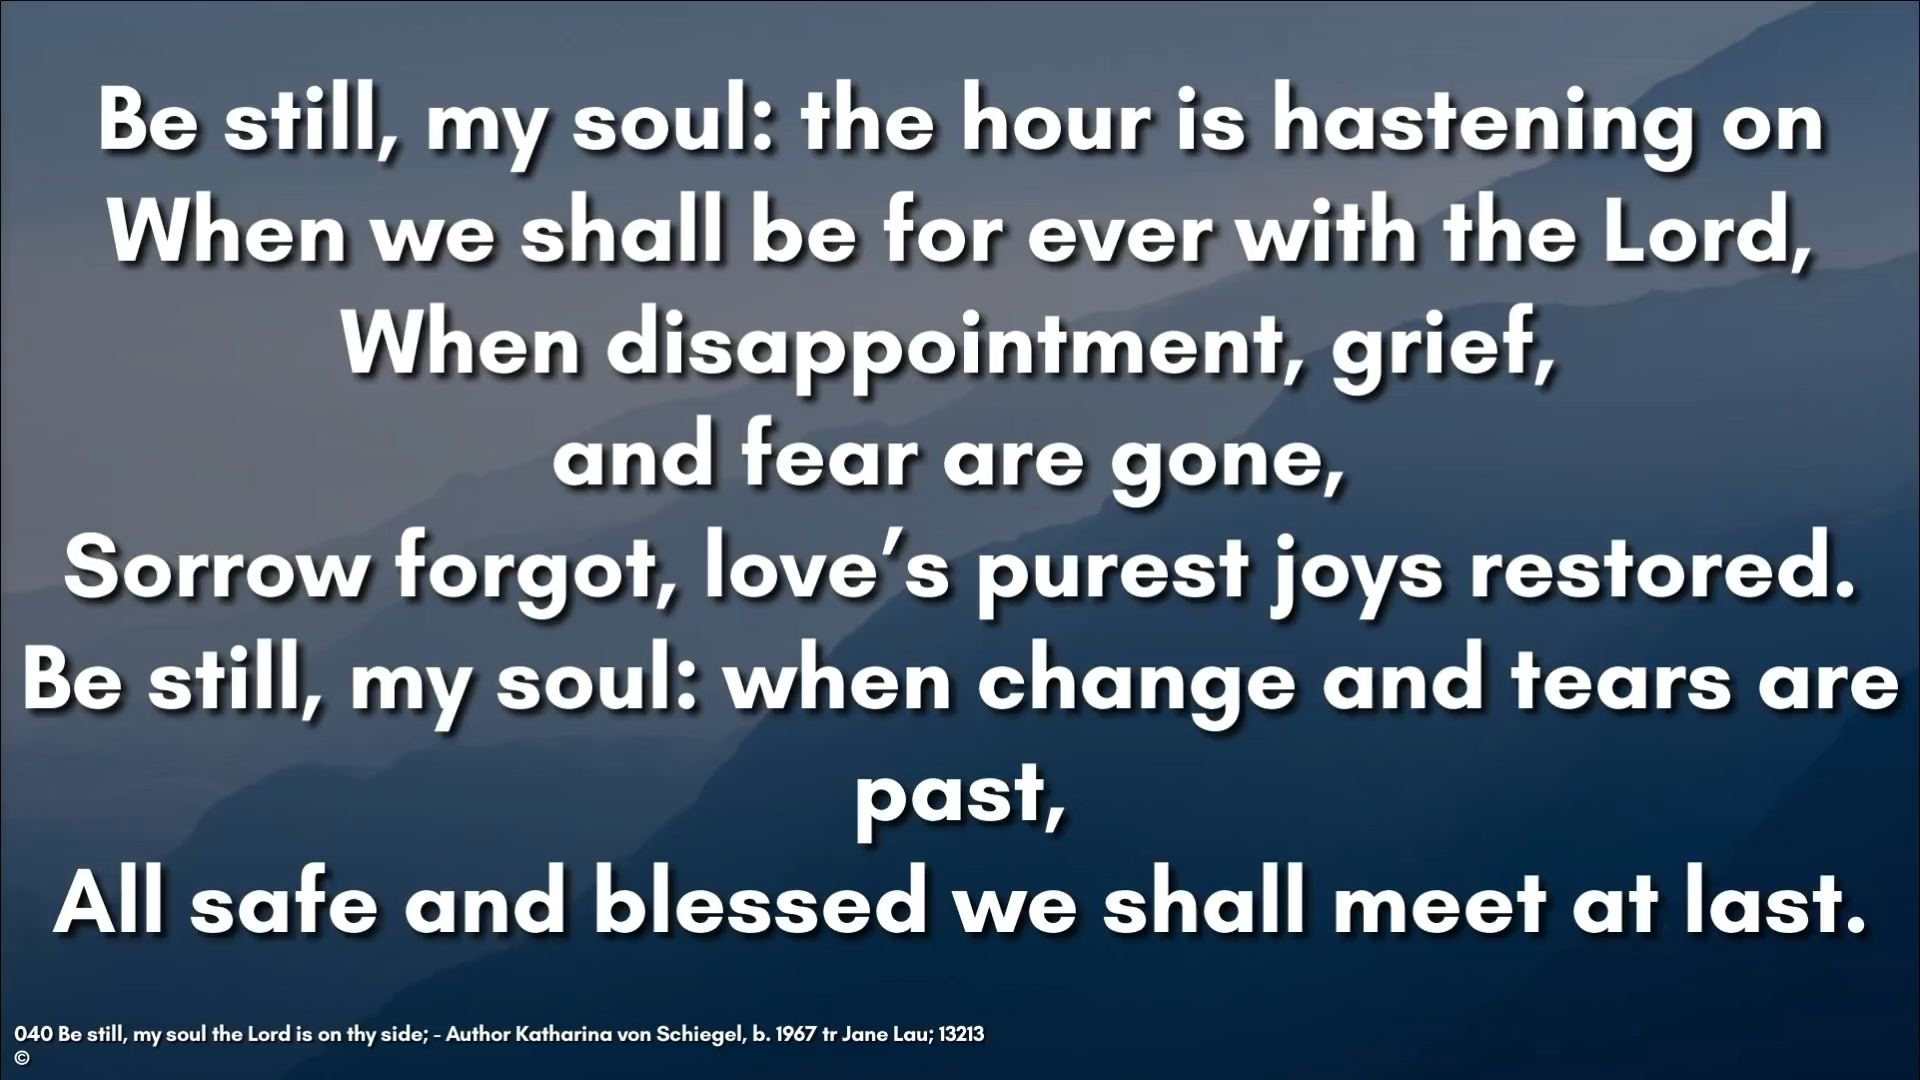 Be still, my soul: the hour is hastening on
When we shall be for ever with the Lord,
When disappointment, grief,
and fear are gone,
Sorrow forgot, love’s purest joys restored.
Be still, my soul: when change and tears are
past,
All safe and blessed we shall meet at last.
040 Be still, my soul the Lord is on thy side; - Author Katharina von Schiegel, b. 1967 tr Jane Lau; 13213
©